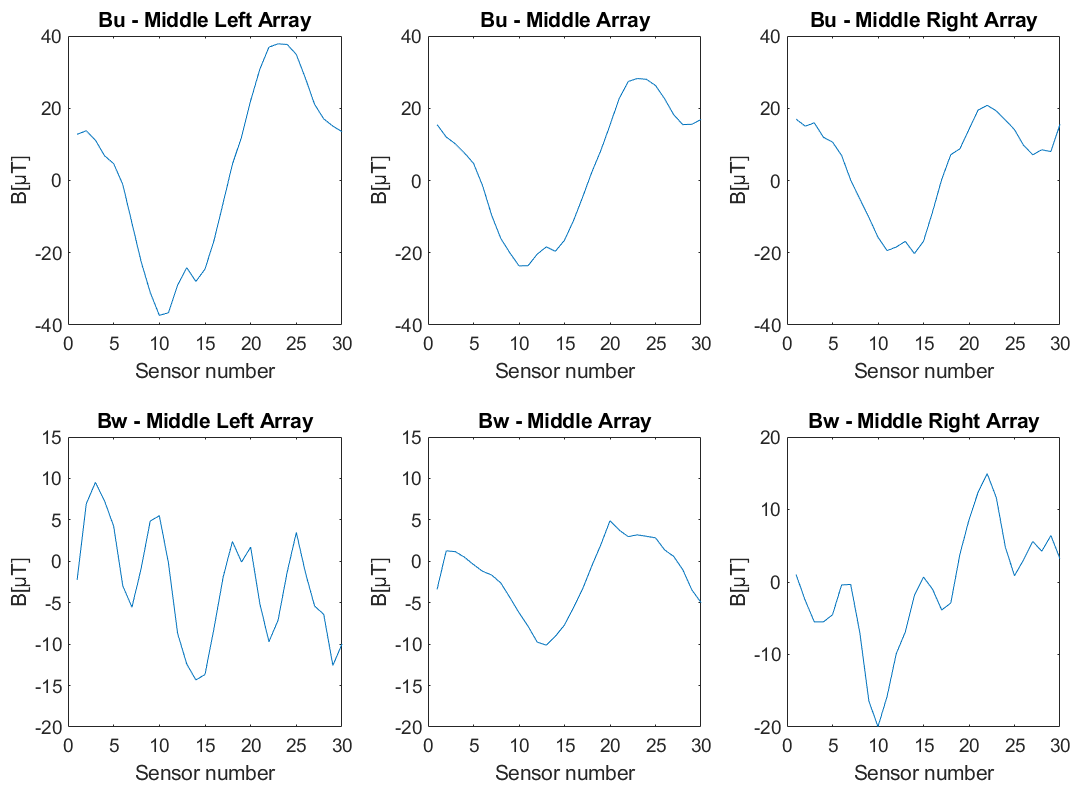 Bu - Middle Left Array
Bu - Middle Array
Bu - Middle Right Array
40
20
0
-20
-40
B[µT]
0 5 10 15 20 25 30
Sensor number
40
20
0
-20
-40
B[µT]
0 5 10 15 20 25 30
Sensor number
40
20
0
-20
-40
B[µT]
0 5 10 15 20 25 30
Sensor number
Bw - Middle Left Array
Bw - Middle Array
Bw - Middle Right Array
15
10
5
0
-5
-10
-15
-20
B[µT]
0 5 10 15 20 25 30
Sensor number
15
10
5
0
-5
-10
-15
-20
B[µT]
0 5 10 15 20 25 30
Sensor number
20
10
0
-10
-20
B[µT]
0 5 10 15 20 25 30
Sensor number